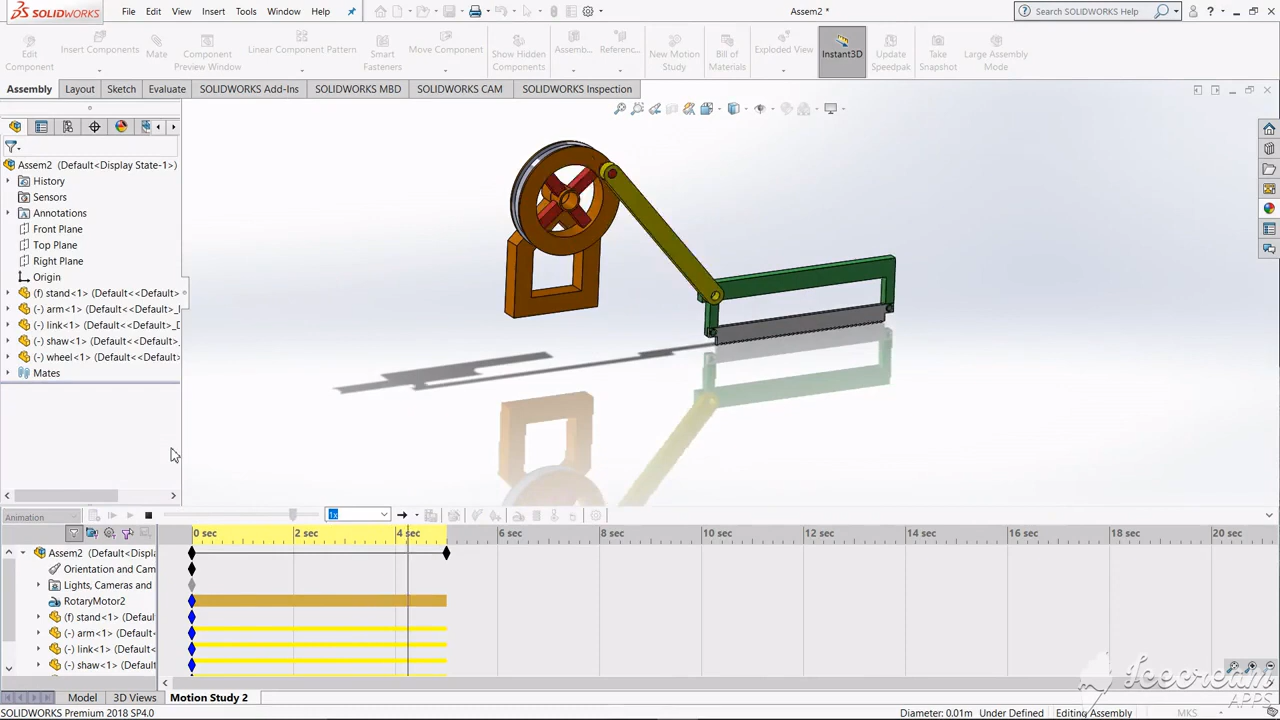 SOLIDWORKS File Edit View Insert Tools Window Help Assem2 * Search SOLIDWORKS Help
Edit Component Insert Components Mate Component Preview Window Linear Component Pattern Smart Fasteners Move Component Show Hidden Components Assemb... Referenc... New Motion Study Bill of Materials Exploded View Instant3D Update Speedpak Take Snapshot Large Assembly Mode
Assembly Layout Sketch Evaluate SOLIDWORKS Add-Ins SOLIDWORKS MBD SOLIDWORKS CAM SOLIDWORKS Inspection
Assem2 (Default<Display State-1>)
History
Sensors
Annotations
Front Plane
Top Plane
Right Plane
Origin
(f) stand<1> (Default<<Default>
(-) arm<1> (Default<<Default>_
(-) link<1> (Default<<Default>_D
(-) shaw<1> (Default<<Default>
(-) wheel<1> (Default<<Default>
Mates
Animation 1x
0 sec 2 sec 4 sec 6 sec 8 sec 10 sec 12 sec 14 sec 16 sec 18 sec 20 sec
Assem2 (Default<Displa
Orientation and Cam
Lights, Cameras and
RotaryMotor2
(f) stand<1> (Defaul
(-) arm<1> (Default<
(-) link<1> (Default<
(-) shaw<1> (Default
Icecream
APPS
Model 3D Views Motion Study 2
SOLIDWORKS Premium 2018 SP4.0 Diameter: 0.01m Under Defined Editing Assembly MKS